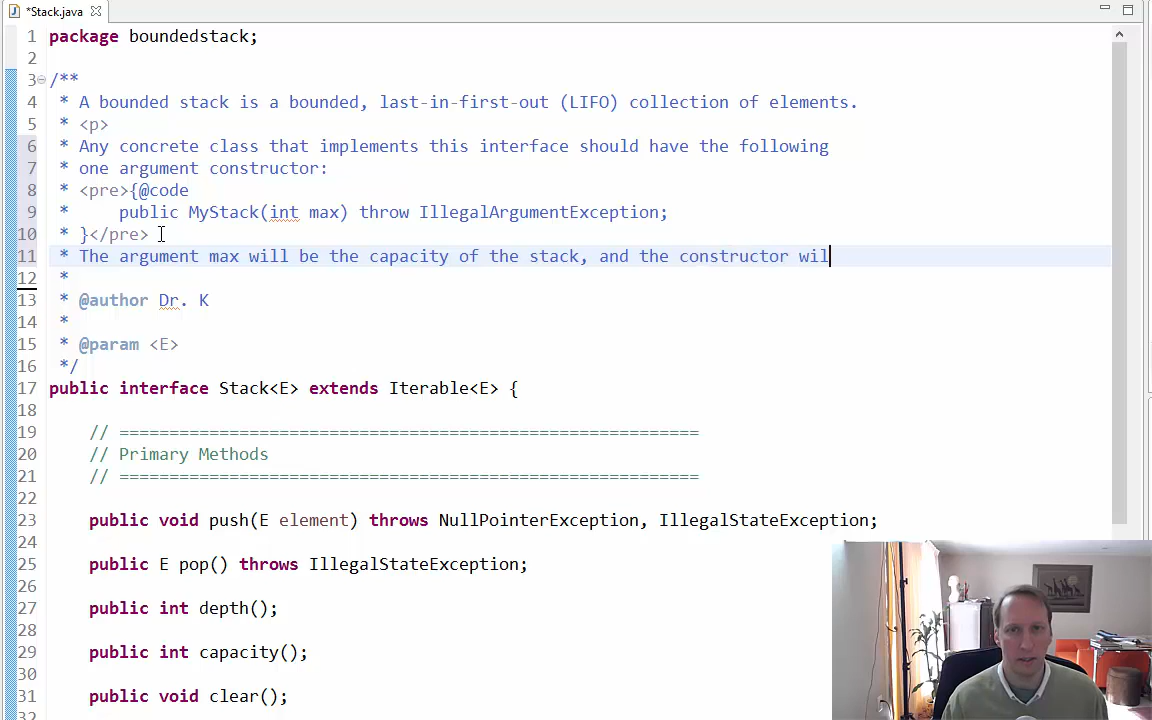 *Stack.java
1 package boundedstack;
2
3 /**
4 * A bounded stack is a bounded, last-in-first-out (LIFO) collection of elements.
5 * <p>
6 * Any concrete class that implements this interface should have the following
7 * one argument constructor:
8 * <pre>{@code
9 *     public MyStack(int max) throw IllegalArgumentException;
10 * }</pre>
11 * The argument max will be the capacity of the stack, and the constructor wil
12 *
13 * @author Dr. K
14 *
15 * @param <E>
16 */
17 public interface Stack<E> extends Iterable<E> {
18
19 // ==========================================================
20 // Primary Methods
21 // ==========================================================
22
23 public void push(E element) throws NullPointerException, IllegalStateException;
24
25 public E pop() throws IllegalStateException;
26
27 public int depth();
28
29 public int capacity();
30
31 public void clear();
32